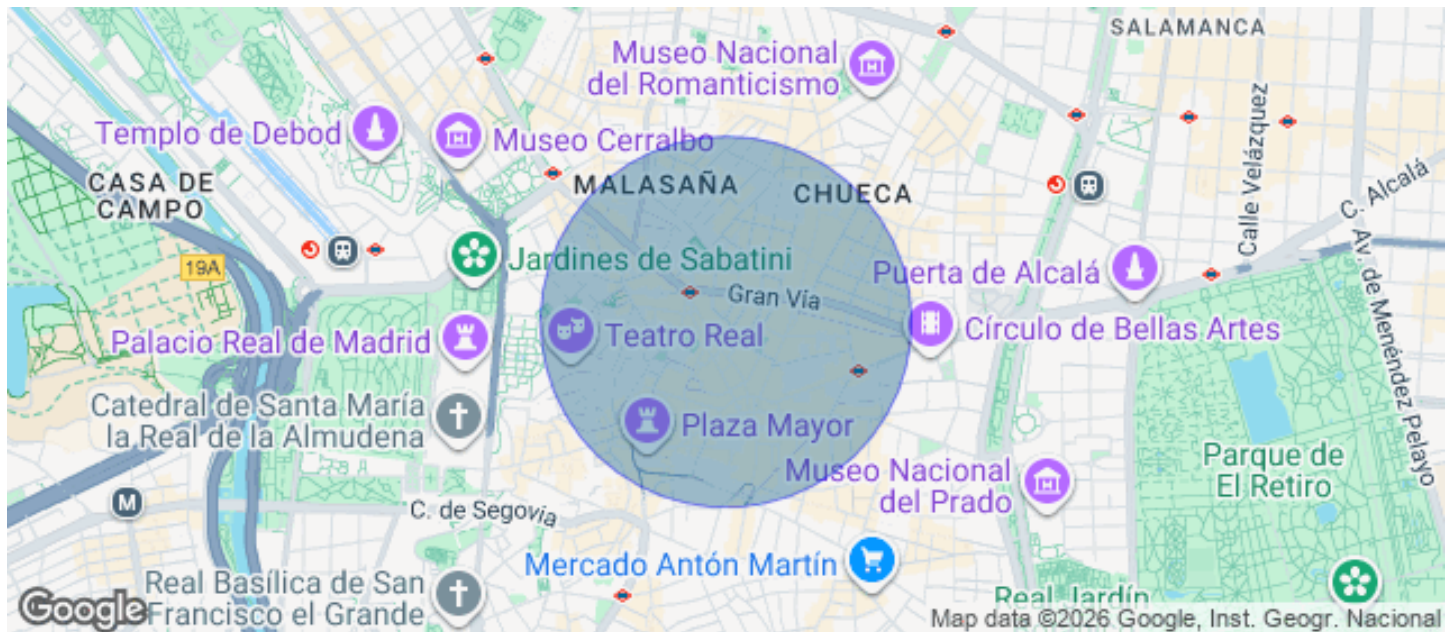 SALAMANCA
Museo Nacional
del Romanticismo
Templo de Debod
Museo Cerralbo
CASA DE
CAMPO
MALASAÑA
CHUECA
Calle Velázquez
C. Alcalá
Av. de Menéndez Pelayo
19A
Jardines de Sabatini
Gran Vía
Puerta de Alcalá
Palacio Real de Madrid
Teatro Real
Círculo de Bellas Artes
Catedral de Santa María
la Real de la Almudena
Plaza Mayor
Museo Nacional
del Prado
Parque de
El Retiro
M
C. de Segovia
Mercado Antón Martín
Real Basílica de San
Francisco el Grande
Real Jardín
Google
Map data ©2026 Google, Inst. Geogr. Nacional